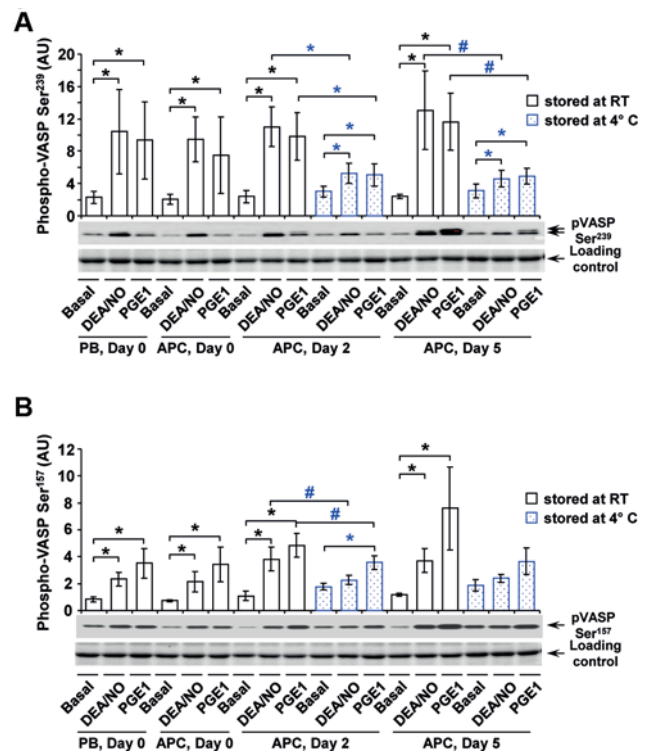 A
Phospho-VASP Ser239 (AU)
20
16
12
8
4
0
* * * * * * * * # * # * *
stored at RT
stored at 4° C
pVASP
Ser239
Loading
control
Basal DEA/NO PGE1 Basal DEA/NO PGE1 Basal DEA/NO PGE1 Basal DEA/NO PGE1 Basal DEA/NO PGE1 Basal DEA/NO PGE1
PB, Day 0 APC, Day 0 APC, Day 2 APC, Day 5
B
Phospho-VASP Ser157 (AU)
12
10
8
6
4
2
0
* * * * * * # # * * *
stored at RT
stored at 4° C
pVASP
Ser157
Loading
control
Basal DEA/NO PGE1 Basal DEA/NO PGE1 Basal DEA/NO PGE1 Basal DEA/NO PGE1 Basal DEA/NO PGE1 Basal DEA/NO PGE1
PB, Day 0 APC, Day 0 APC, Day 2 APC, Day 5